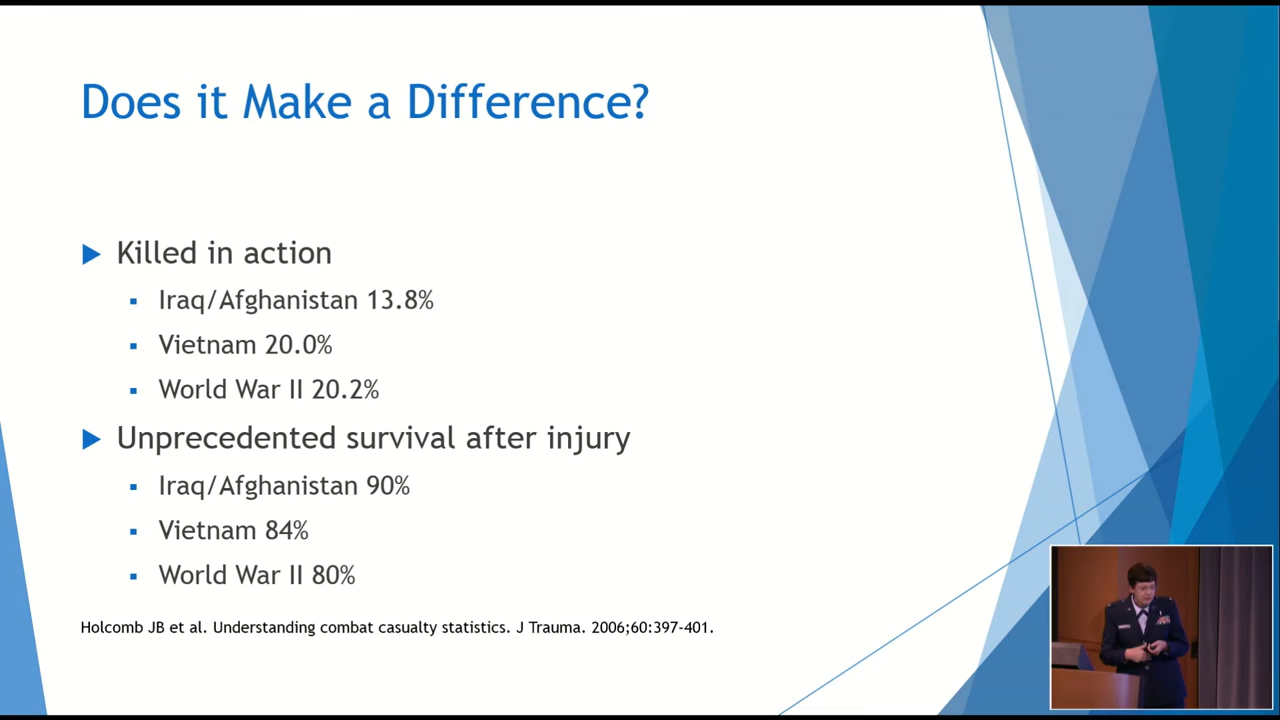 Does it Make a Difference?
Killed in action
Iraq/Afghanistan 13.8%
Vietnam 20.0%
World War II 20.2%
Unprecedented survival after injury
Iraq/Afghanistan 90%
Vietnam 84%
World War II 80%
Holcomb JB et al. Understanding combat casualty statistics. J Trauma. 2006;60:397-401.